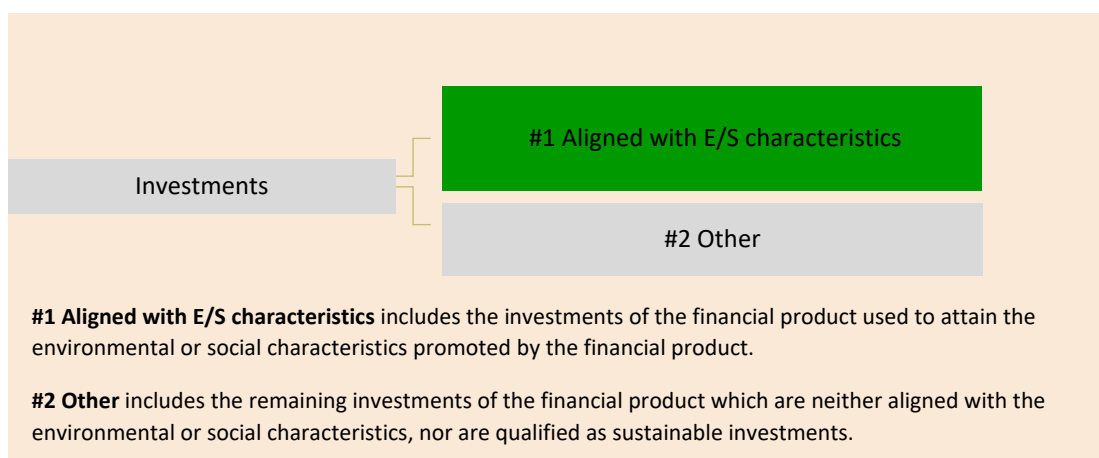 #1 Aligned with E/S characteristics
Investments
#2 Other
#1 Aligned with E/S characteristics includes the investments of the financial product used to attain the
environmental or social characteristics promoted by the financial product.
#2 Other includes the remaining investments of the financial product which are neither aligned with the
environmental or social characteristics, nor are qualified as sustainable investments.